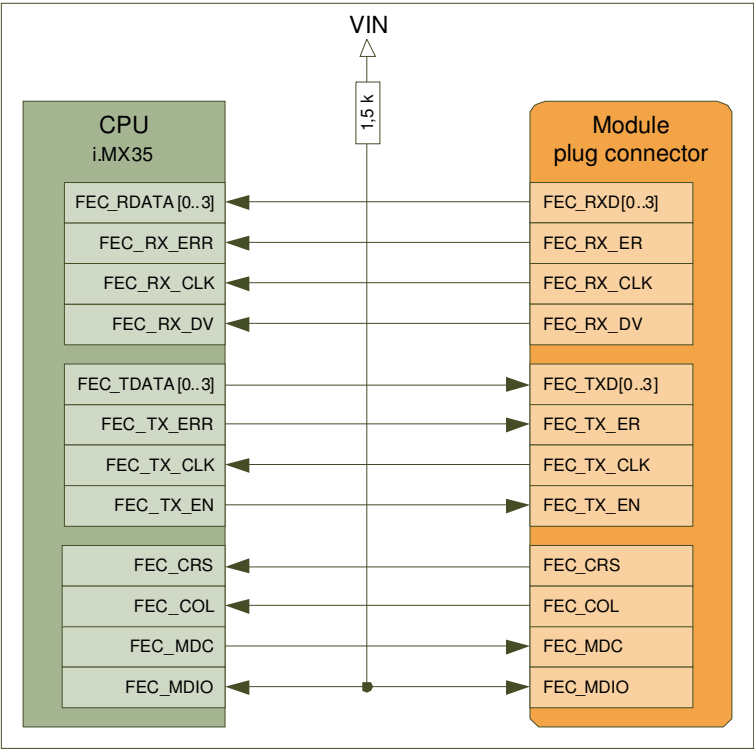 VIN
1,5 k
CPU
i.MX35
Module
plug connector
FEC_RDATA[0..3]
FEC_RXD[0..3]
FEC_RX_ERR
FEC_RX_ER
FEC_RX_CLK
FEC_RX_CLK
FEC_RX_DV
FEC_RX_DV
FEC_TDATA[0..3]
FEC_TXD[0..3]
FEC_TX_ERR
FEC_TX_ER
FEC_TX_CLK
FEC_TX_CLK
FEC_TX_EN
FEC_TX_EN
FEC_CRS
FEC_CRS
FEC_COL
FEC_COL
FEC_MDC
FEC_MDC
FEC_MDIO
FEC_MDIO